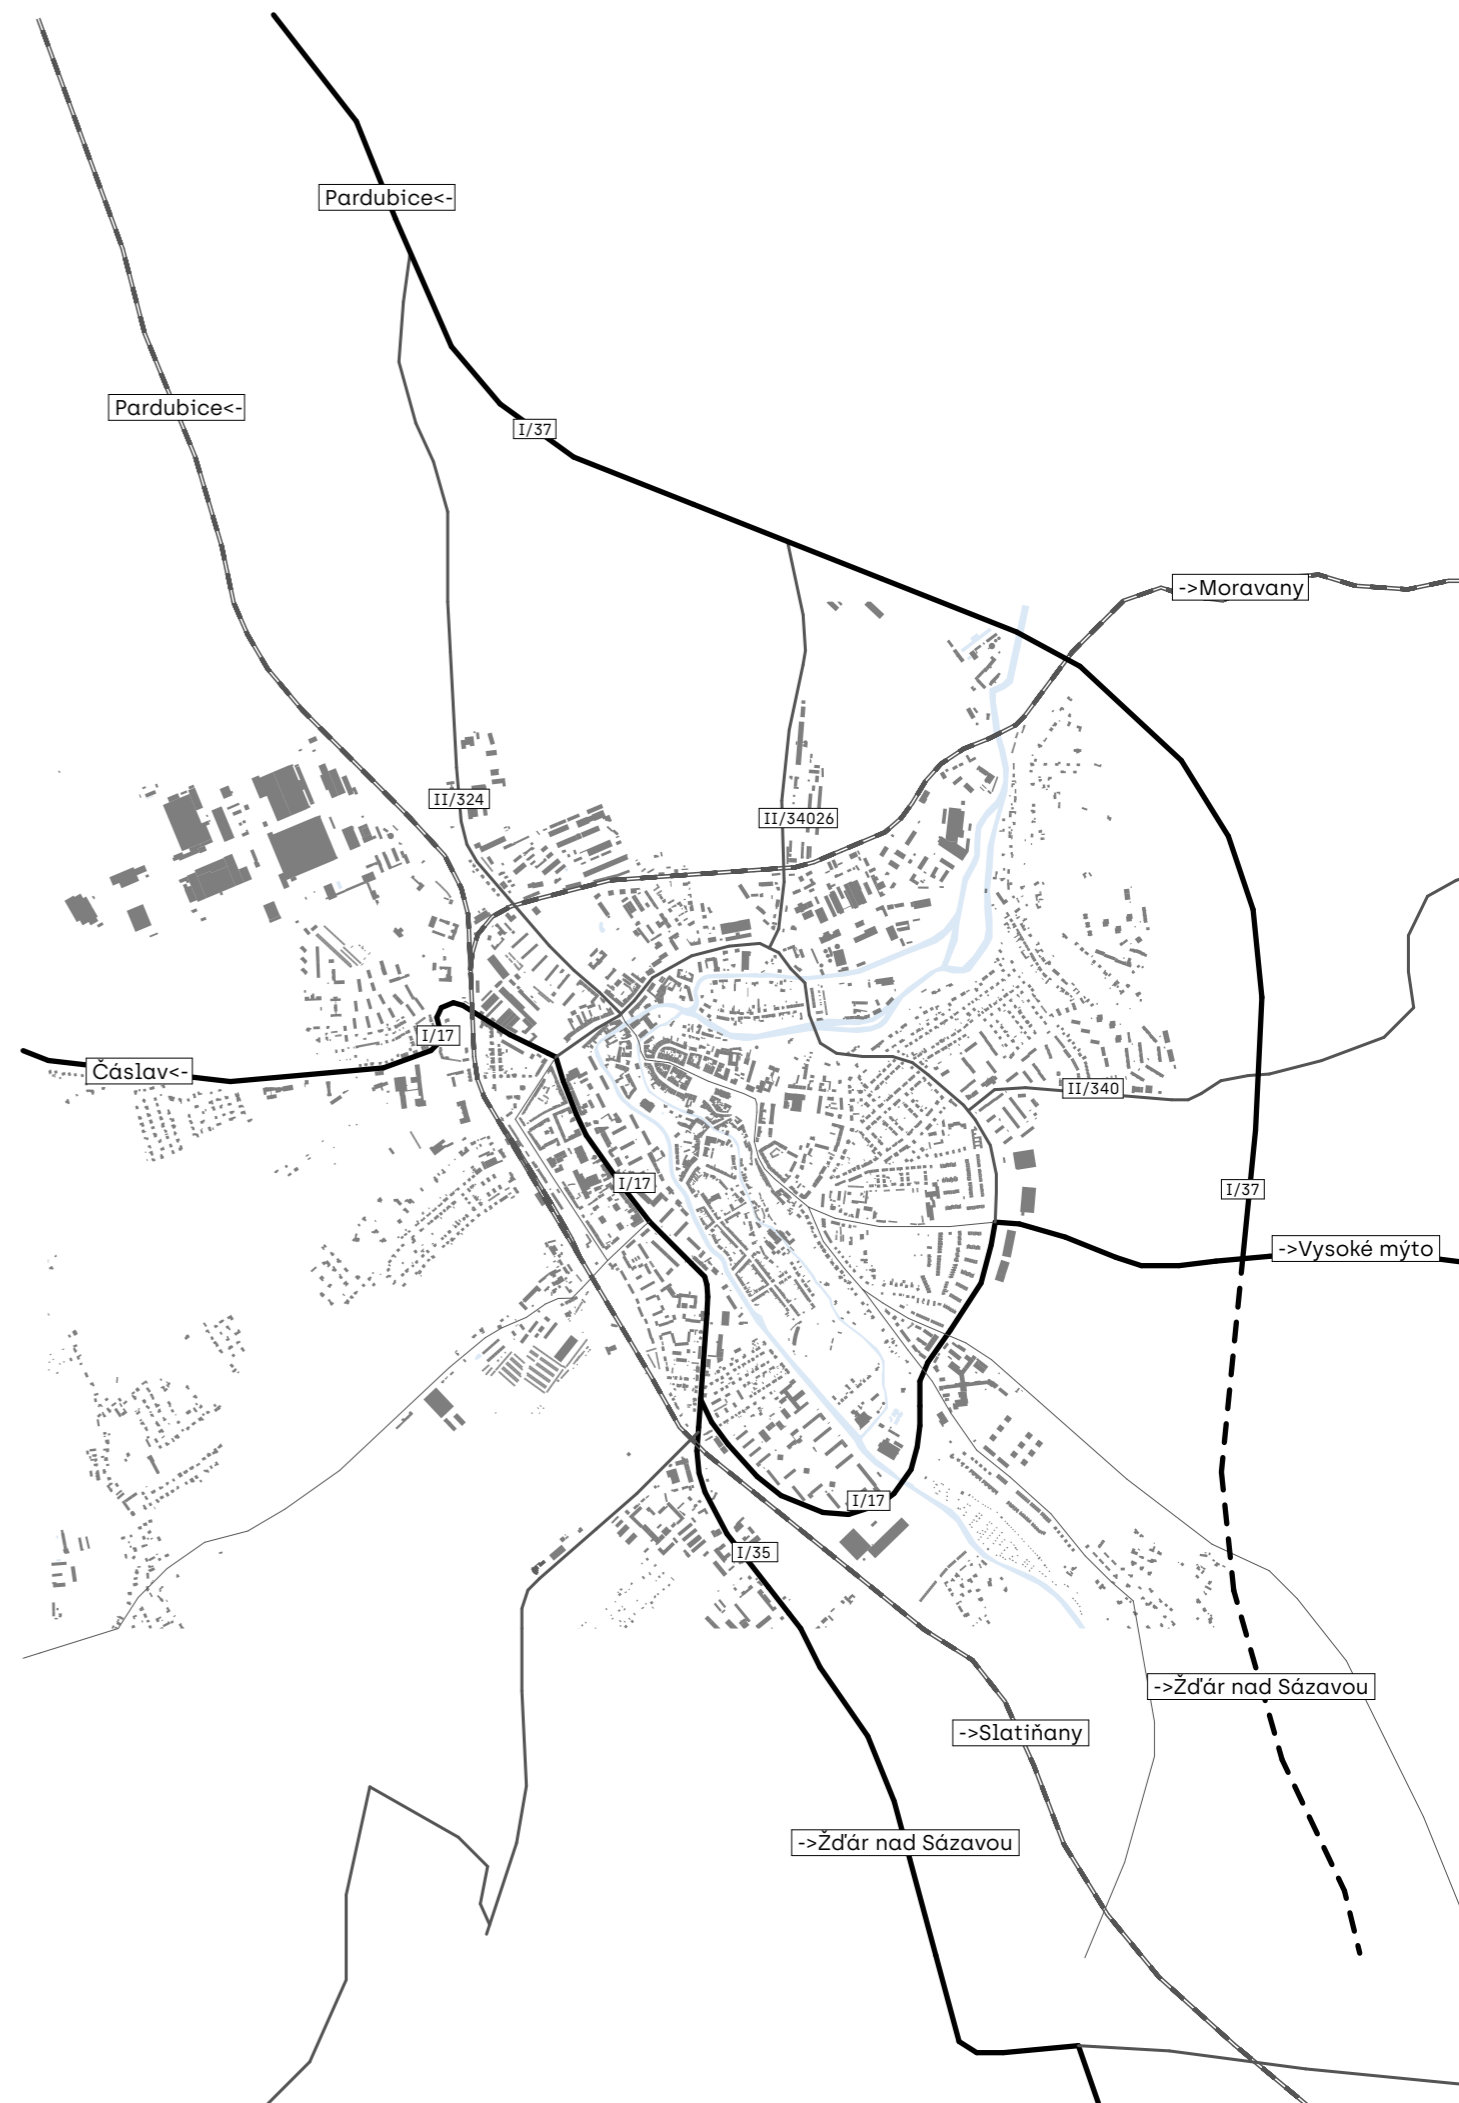 Pardubice<-
Pardubice<-
I/37
->Moravany
II/324
II/34026
I/17
Čáslav<-
II/340
I/17
I/37
->Vysoké mýto
I/17
I/35
->Žďár nad Sázavou
->Slatiňany
->Žďár nad Sázavou